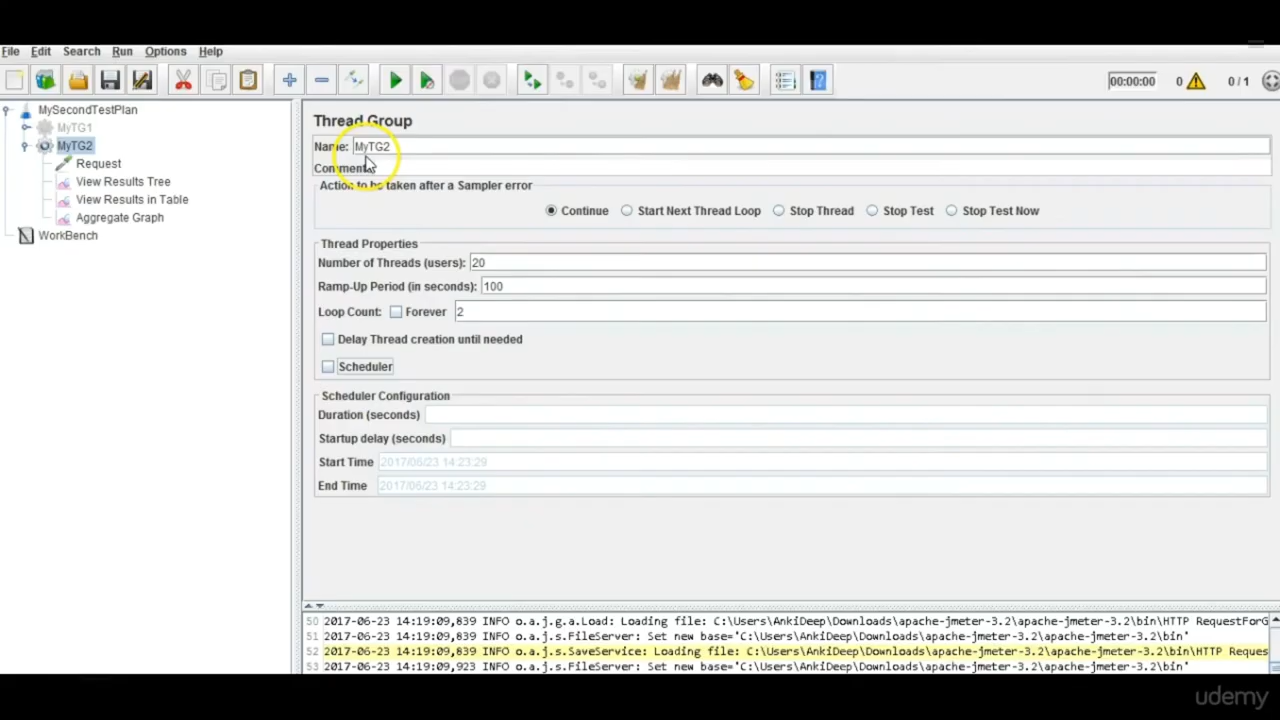 File Edit Search Run Options Help
00:00:00 0 0 / 1
MySecondTestPlan
MyTG1
MyTG2
Request
View Results Tree
View Results in Table
Aggregate Graph
WorkBench
Thread Group
Name: MyTG2
Comments
Action to be taken after a Sampler error
Continue Start Next Thread Loop Stop Thread Stop Test Stop Test Now
Thread Properties
Number of Threads (users): 20
Ramp-Up Period (in seconds): 100
Loop Count: Forever 2
Delay Thread creation until needed
Scheduler
Scheduler Configuration
Duration (seconds)
Startup delay (seconds)
Start Time 2017/06/23 14:23:29
End Time 2017/06/23 14:23:29
50 2017-06-23 14:19:09,839 INFO o.a.j.g.a.Load: Loading file: C:\Users\AnkiDeep\Downloads\apache-jmeter-3.2\apache-jmeter-3.2\bin\HTTP RequestForG
51 2017-06-23 14:19:09,839 INFO o.a.j.s.FileServer: Set new base='C:\Users\AnkiDeep\Downloads\apache-jmeter-3.2\apache-jmeter-3.2\bin'
52 2017-06-23 14:19:09,839 INFO o.a.j.s.SaveService: Loading file: C:\Users\AnkiDeep\Downloads\apache-jmeter-3.2\apache-jmeter-3.2\bin\HTTP Reques
53 2017-06-23 14:19:09,923 INFO o.a.j.s.FileServer: Set new base='C:\Users\AnkiDeep\Downloads\apache-jmeter-3.2\apache-jmeter-3.2\bin'
udemy